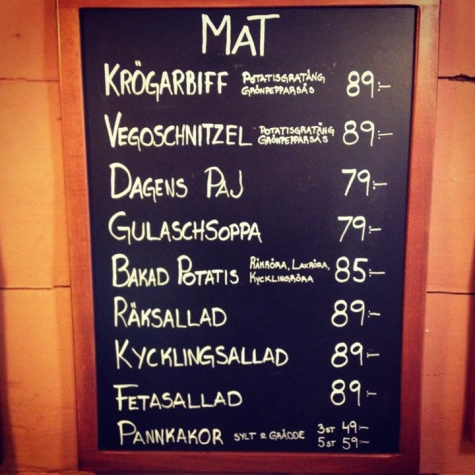 MAT
KRÖGARBIFF POTATISGRATÄNG 89:-
GRÖNPEPPARSÅS
VEGOSCHNITZEL POTATISGRATÄNG 89:-
GRÖNPEPPARSÅS
DAGENS PAJ 79:-
GULASCHSOPPA 79:-
BAKAD POTATIS RÄKRÖRA, LAXRÖRA, 85:-
KYCKLINGRÖRA
RÄKSALLAD 89:-
KYCKLINGSALLAD 89:-
FETASALLAD 89:-
PANNKAKOR SYLT & GRÄDDE 3ST 49:-
5ST 59:-